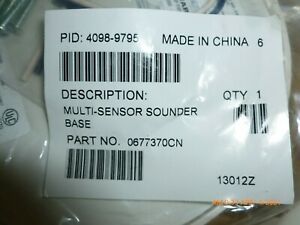 PID: 4098-9795 MADE IN CHINA 6
DESCRIPTION: QTY 1
MULTI-SENSOR SOUNDER
BASE
PART NO. 0677370CN
13012Z